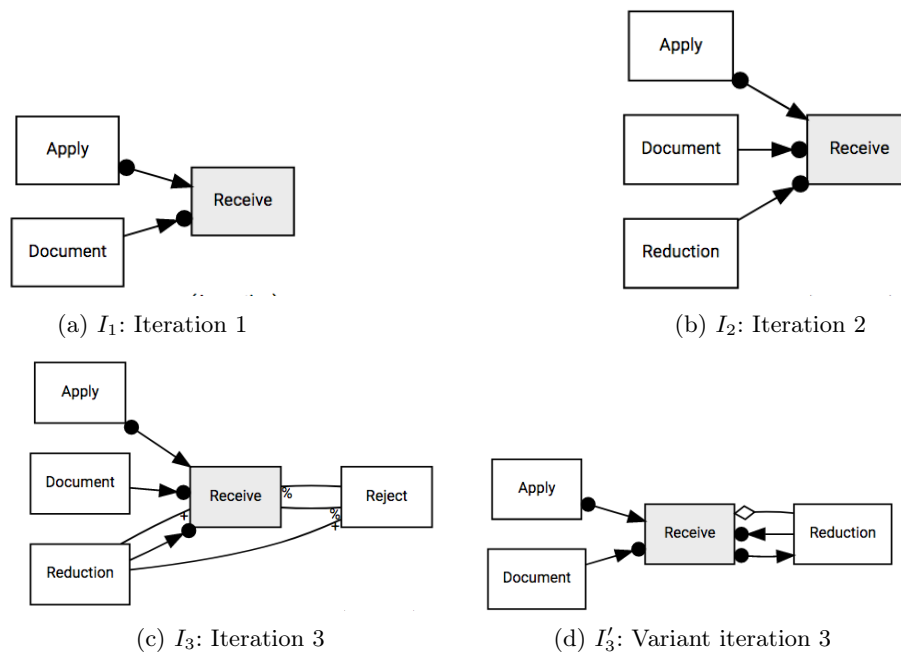 Apply
Document
Receive
(a) I₁: Iteration 1
Apply
Document
Reduction
Receive
(b) I₂: Iteration 2
Apply
Document
Reduction
Receive
Reject
%
%
+
+
(c) I₃: Iteration 3
Apply
Document
Receive
Reduction
(d) I′₃: Variant iteration 3